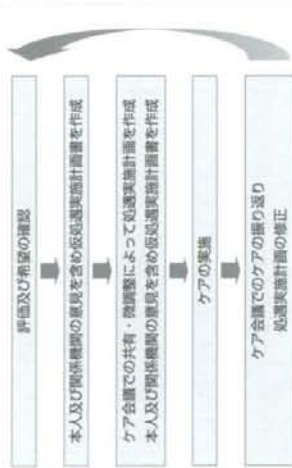 評価及び希望の確認
本人及び関係機関の意見を含め仮処遇実施計画書を作成
ケア会議での共有・微調整によって処遇実施計画を作成
本人及び関係機関の意見を含め仮処遇実施計画書を作成
ケアの実施
ケア会議でのケアの振り返り
処遇実施計画の修正